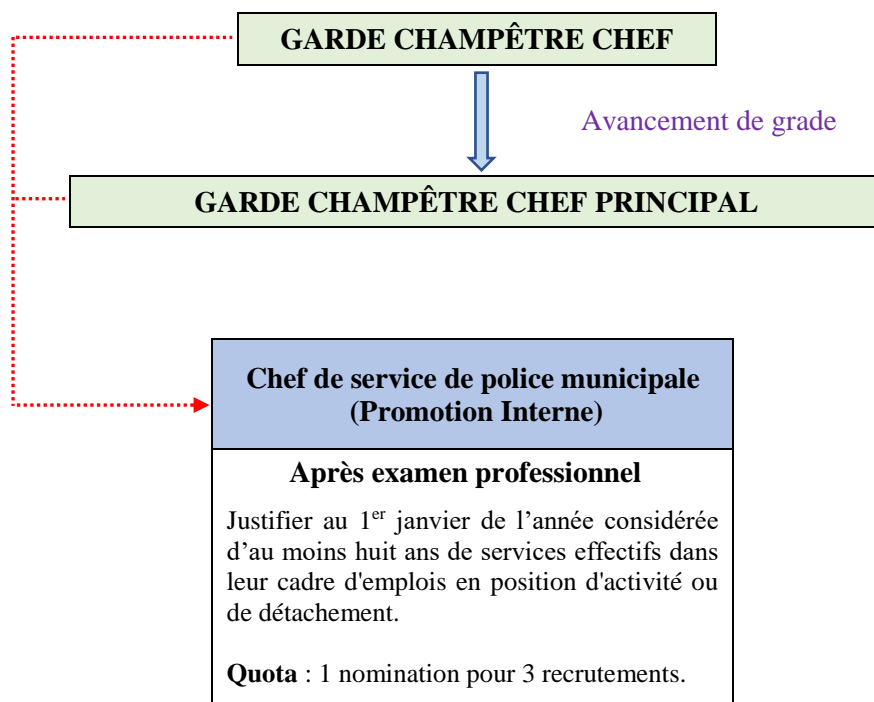 GARDE CHAMPÊTRE CHEF
Avancement de grade
GARDE CHAMPÊTRE CHEF PRINCIPAL
Chef de service de police municipale
(Promotion Interne)
Après examen professionnel
Justifier au 1er janvier de l’année considérée
d’au moins huit ans de services effectifs dans
leur cadre d'emplois en position d'activité ou
de détachement.
Quota : 1 nomination pour 3 recrutements.